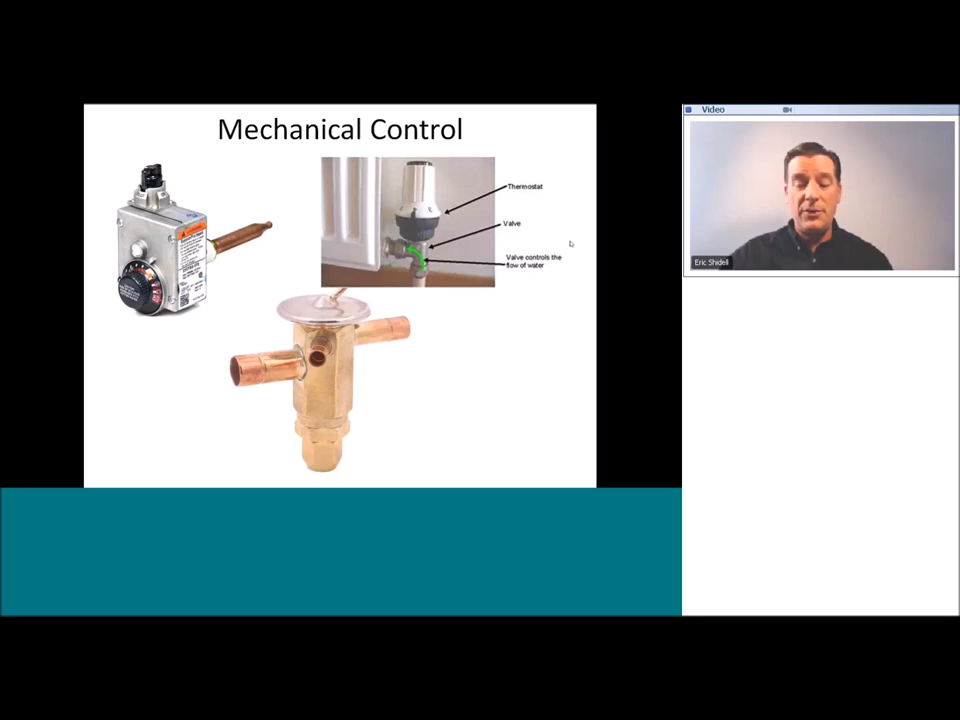 Mechanical Control
Thermostat
Valve
Valve controls the
flow of water
Video
Eric Shidell